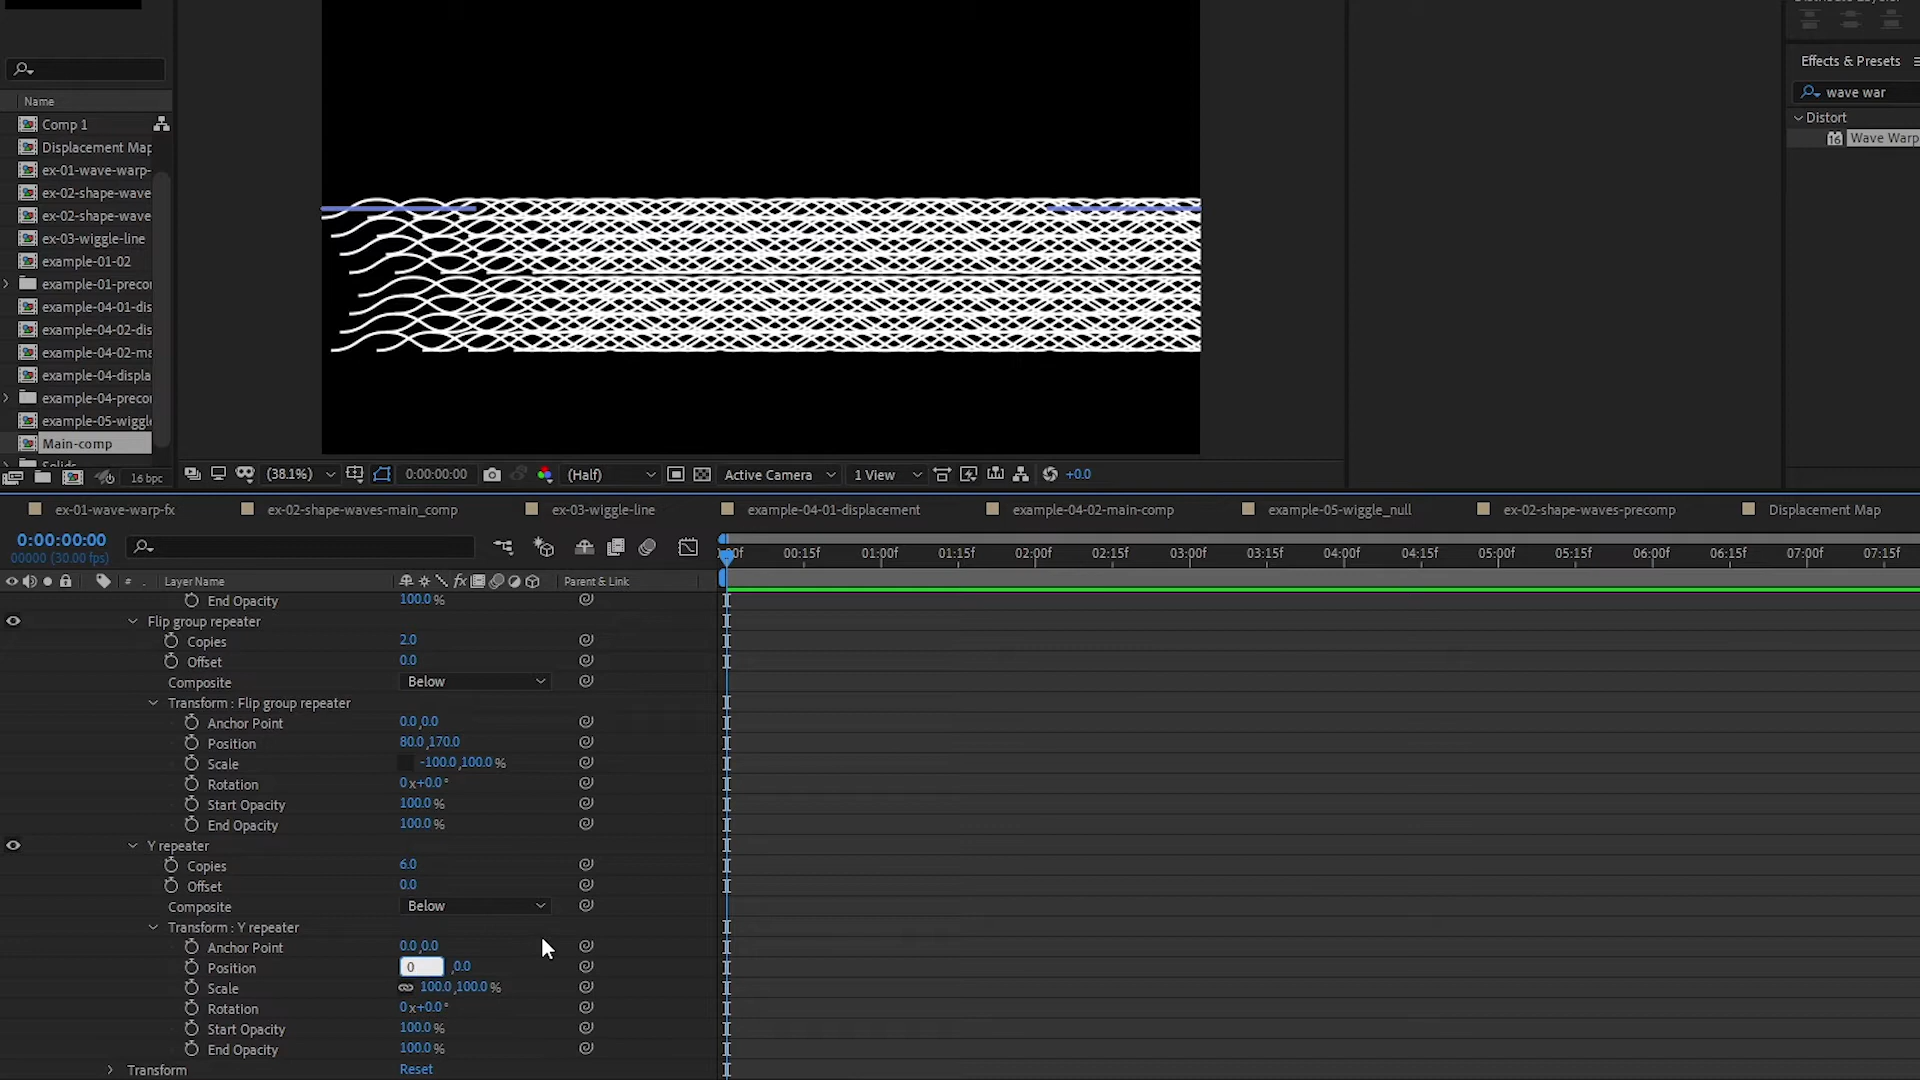 Effects & Presets
wave war
Distort
16 Wave Warp
Name
Comp 1
Displacement Map
ex-01-wave-warp-
ex-02-shape-wave
ex-02-shape-wave
ex-03-wiggle-line
example-01-02
example-01-preco
example-04-01-dis
example-04-02-dis
example-04-02-ma
example-04-displa
example-04-preco
example-05-wiggle
Main-comp
Solids
16 bpc
(38.1%) 0:00:00:00 (Half) Active Camera 1 View +0.0
ex-01-wave-warp-fx ex-02-shape-waves-main_comp ex-03-wiggle-line example-04-01-displacement example-04-02-main-comp example-05-wiggle_null ex-02-shape-waves-precomp Displacement Map
0:00:00:00
00000 (30.00 fps)
00:15f 01:00f 01:15f 02:00f 02:15f 03:00f 03:15f 04:00f 04:15f 05:00f 05:15f 06:00f 06:15f 07:00f 07:15f
# . Layer Name fx Parent & Link
End Opacity 100.0 %
Flip group repeater
Copies 2.0
Offset 0.0
Composite Below
Transform : Flip group repeater
Anchor Point 0.0 ,0.0
Position 80.0 ,170.0
Scale -100.0 ,100.0 %
Rotation 0 x+0.0 °
Start Opacity 100.0 %
End Opacity 100.0 %
Y repeater
Copies 6.0
Offset 0.0
Composite Below
Transform : Y repeater
Anchor Point 0.0 ,0.0
Position 0 ,0.0
Scale 100.0 ,100.0 %
Rotation 0 x+0.0 °
Start Opacity 100.0 %
End Opacity 100.0 %
Transform Reset